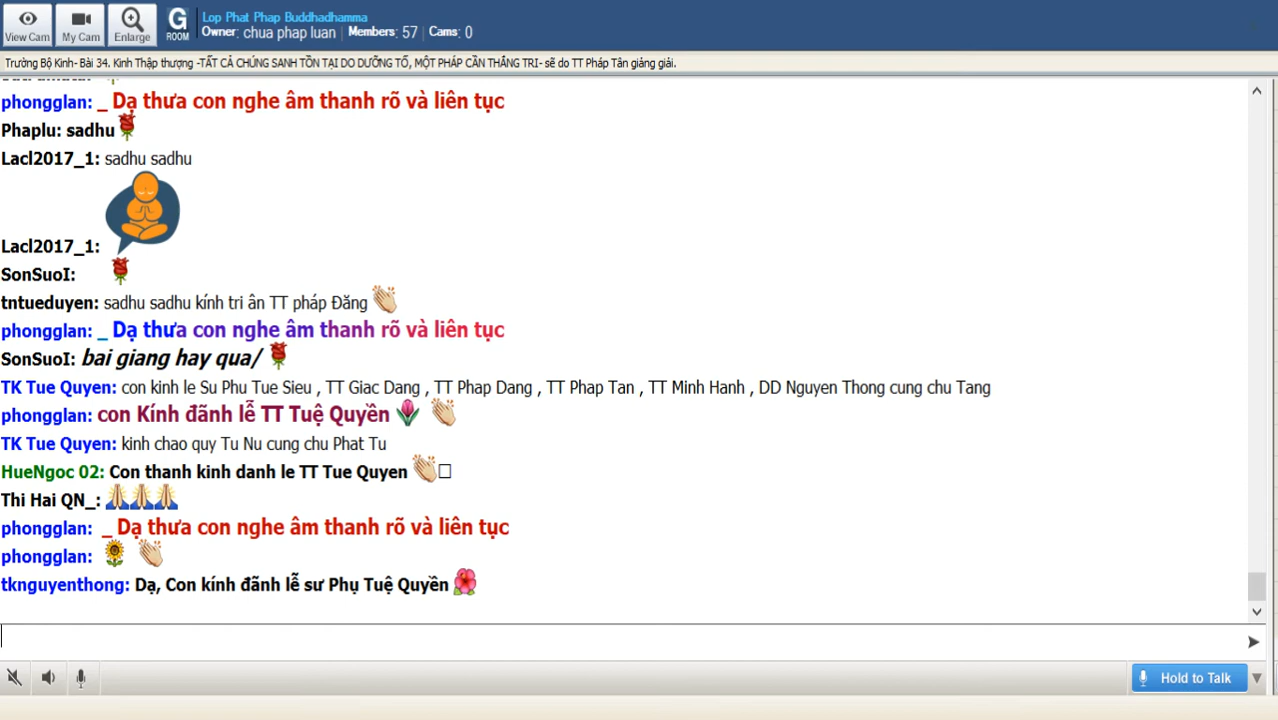 View Cam
My Cam
Enlarge
G
ROOM
Lop Phat Phap Buddhadhamma
Owner: chua phap luan | Members: 57 | Cams: 0
Trường Bộ Kinh- Bài 34. Kinh Thập thượng -TẤT CẢ CHÚNG SANH TỒN TẠI DO DƯỠNG TỐ, MỘT PHÁP CẦN THẮNG TRI- sẽ do TT Pháp Tân giảng giải.
phongglan: _ Dạ thưa con nghe âm thanh rõ và liên tục
Phaplu: sadhu
Lacl2017_1: sadhu sadhu
Lacl2017_1:
SonSuoI:
tntueduyen: sadhu sadhu kính tri ân TT pháp Đăng
phongglan: _ Dạ thưa con nghe âm thanh rõ và liên tục
SonSuoI: bai giang hay qua/
TK Tue Quyen: con kinh le Su Phu Tue Sieu , TT Giac Dang , TT Phap Dang , TT Phap Tan , TT Minh Hanh , DD Nguyen Thong cung chu Tang
phongglan: con Kính đãnh lễ TT Tuệ Quyền
TK Tue Quyen: kinh chao quy Tu Nu cung chu Phat Tu
HueNgoc 02: Con thanh kinh danh le TT Tue Quyen
Thi Hai QN_:
phongglan: _ Dạ thưa con nghe âm thanh rõ và liên tục
phongglan:
tknguyenthong: Dạ, Con kính đãnh lễ sư Phụ Tuệ Quyền
Hold to Talk